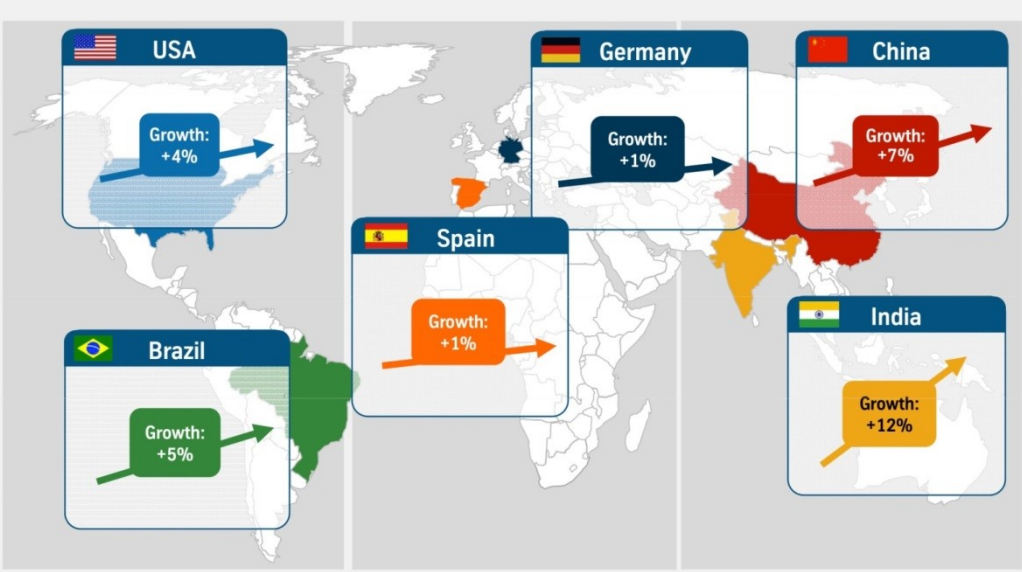 USA
Growth:
+4%
Germany
Growth:
+1%
China
Growth:
+7%
Spain
Growth:
+1%
Brazil
Growth:
+5%
India
Growth:
+12%